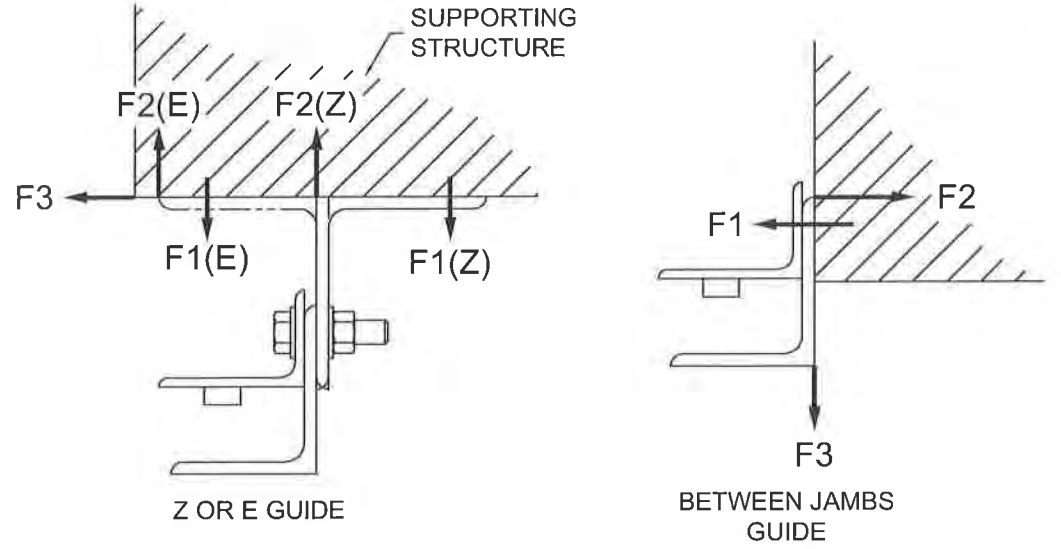 SUPPORTING
STRUCTURE
F2(E)
F2(Z)
F3
F1(E)
F1(Z)
Z OR E GUIDE
F1
F2
F3
BETWEEN JAMBS
GUIDE